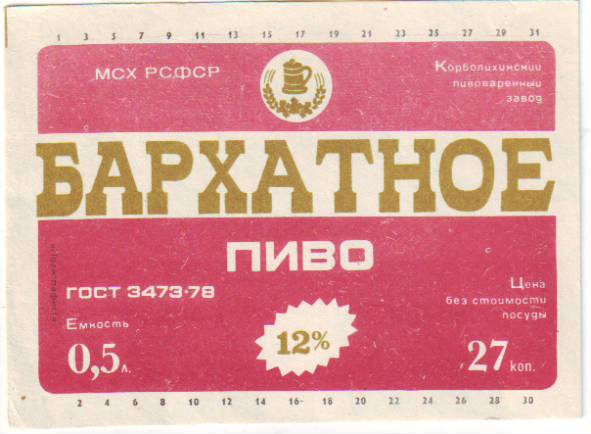 1 3 5 7 9 11 13 15 17 19 21 23 25 27 29 31
МСХ РСФСР
Корболихинский
пивоваренный
завод
БАРХАТНОЕ
ПИВО
ГОСТ 3473-78
Емкость
0,5 л.
12%
Цена
без стоимости
посуды
27 коп.
2 4 6 8 10 12 14 16 18 20 22 24 26 28 30